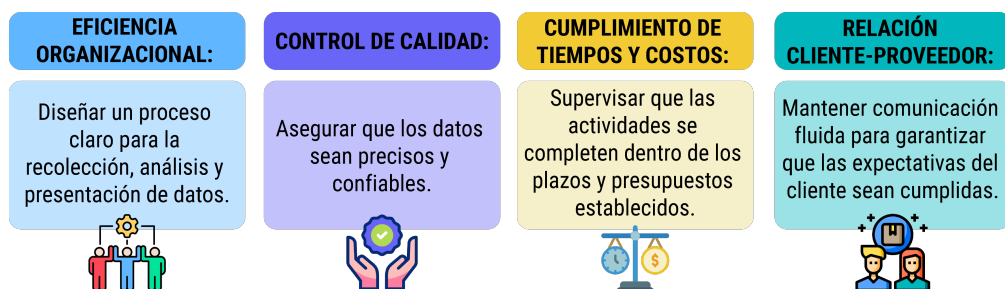 EFICIENCIA
ORGANIZACIONAL:
Diseñar un proceso
claro para la
recolección, análisis y
presentación de datos.
CONTROL DE CALIDAD:
Asegurar que los datos
sean precisos y
confiables.
CUMPLIMIENTO DE
TIEMPOS Y COSTOS:
Supervisar que las
actividades se
completen dentro de los
plazos y presupuestos
establecidos.
RELACIÓN
CLIENTE-PROVEEDOR:
Mantener comunicación
fluida para garantizar
que las expectativas del
cliente sean cumplidas.
$